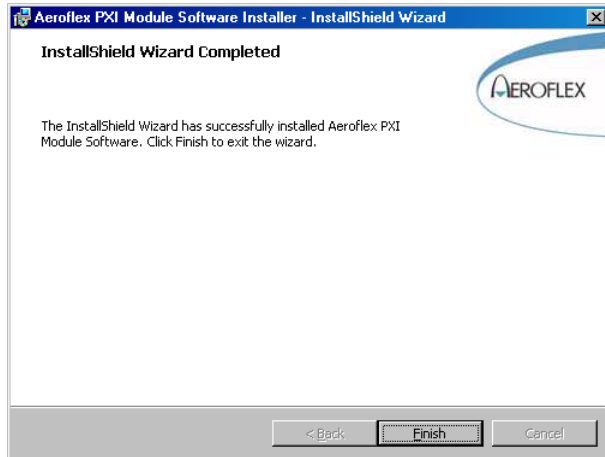 Aeroflex PXI Module Software Installer - InstallShield Wizard
InstallShield Wizard Completed
AEROFLEX
The InstallShield Wizard has successfully installed Aeroflex PXI
Module Software. Click Finish to exit the wizard.
< Back
Finish
Cancel